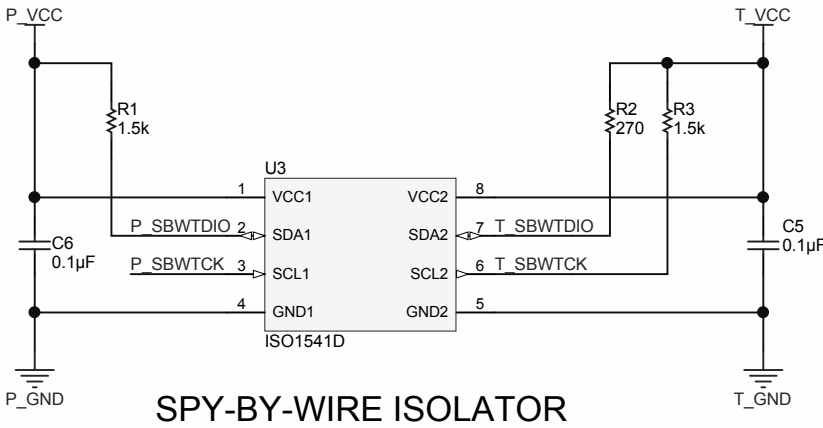 P_VCC
T_VCC
R1
1.5k
R2
270
R3
1.5k
U3
1
VCC1
VCC2
8
P_SBWTDIO
2
SDA1
SDA2
7
T_SBWTDIO
C6
0.1µF
C5
0.1µF
P_SBWTCK
3
SCL1
SCL2
6
T_SBWTCK
4
GND1
GND2
5
ISO1541D
P_GND
T_GND
SPY-BY-WIRE ISOLATOR